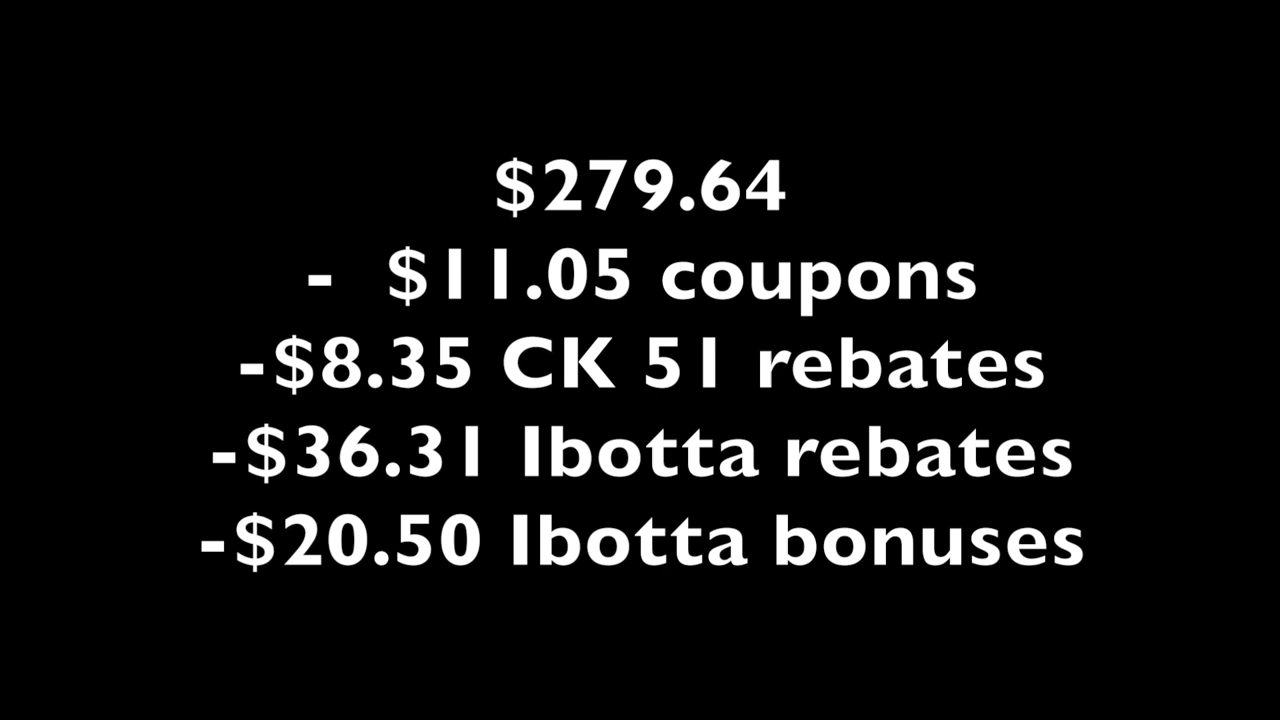 $279.64
- $11.05 coupons
-$8.35 CK 51 rebates
-$36.31 Ibotta rebates
-$20.50 Ibotta bonuses